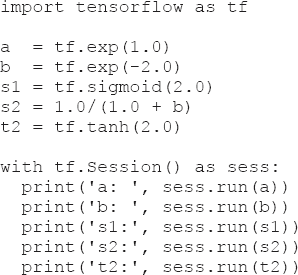 import tensorflow as tf

a  = tf.exp(1.0)
b  = tf.exp(-2.0)
s1 = tf.sigmoid(2.0)
s2 = 1.0/(1.0 + b)
t2 = tf.tanh(2.0)

with tf.Session() as sess:
  print('a: ', sess.run(a))
  print('b: ', sess.run(b))
  print('s1:', sess.run(s1))
  print('s2:', sess.run(s2))
  print('t2:', sess.run(t2))